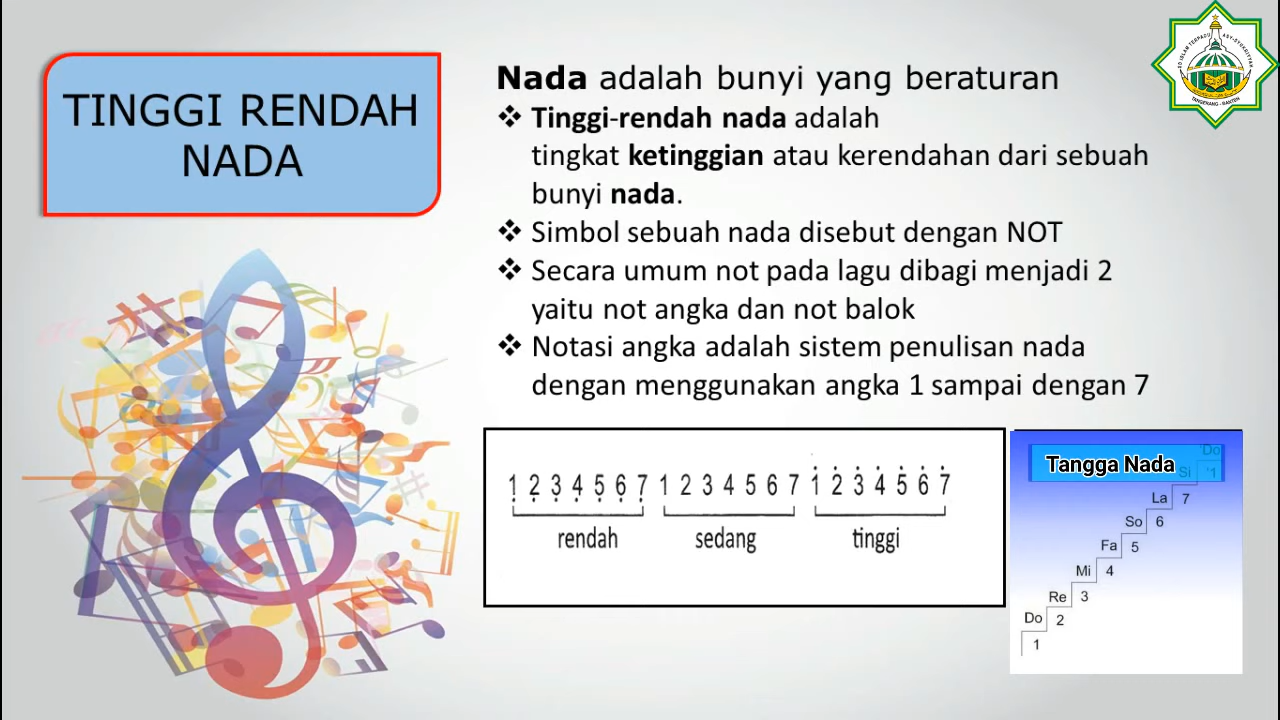 TINGGI RENDAH
NADA
Nada adalah bunyi yang beraturan
❖ Tinggi-rendah nada adalah
tingkat ketinggian atau kerendahan dari sebuah
bunyi nada.
❖ Simbol sebuah nada disebut dengan NOT
❖ Secara umum not pada lagu dibagi menjadi 2
yaitu not angka dan not balok
❖ Notasi angka adalah sistem penulisan nada
dengan menggunakan angka 1 sampai dengan 7
1̣ 2̣ 3̣ 4̣ 5̣ 6̣ 7̣ 1 2 3 4 5 6 7 1̇ 2̇ 3̇ 4̇ 5̇ 6̇ 7̇
rendah sedang tinggi
Tangga Nada
'Do
Si '1
La 7
So 6
Fa 5
Mi 4
Re 3
Do 2
1
TANGERANG - BANTEN